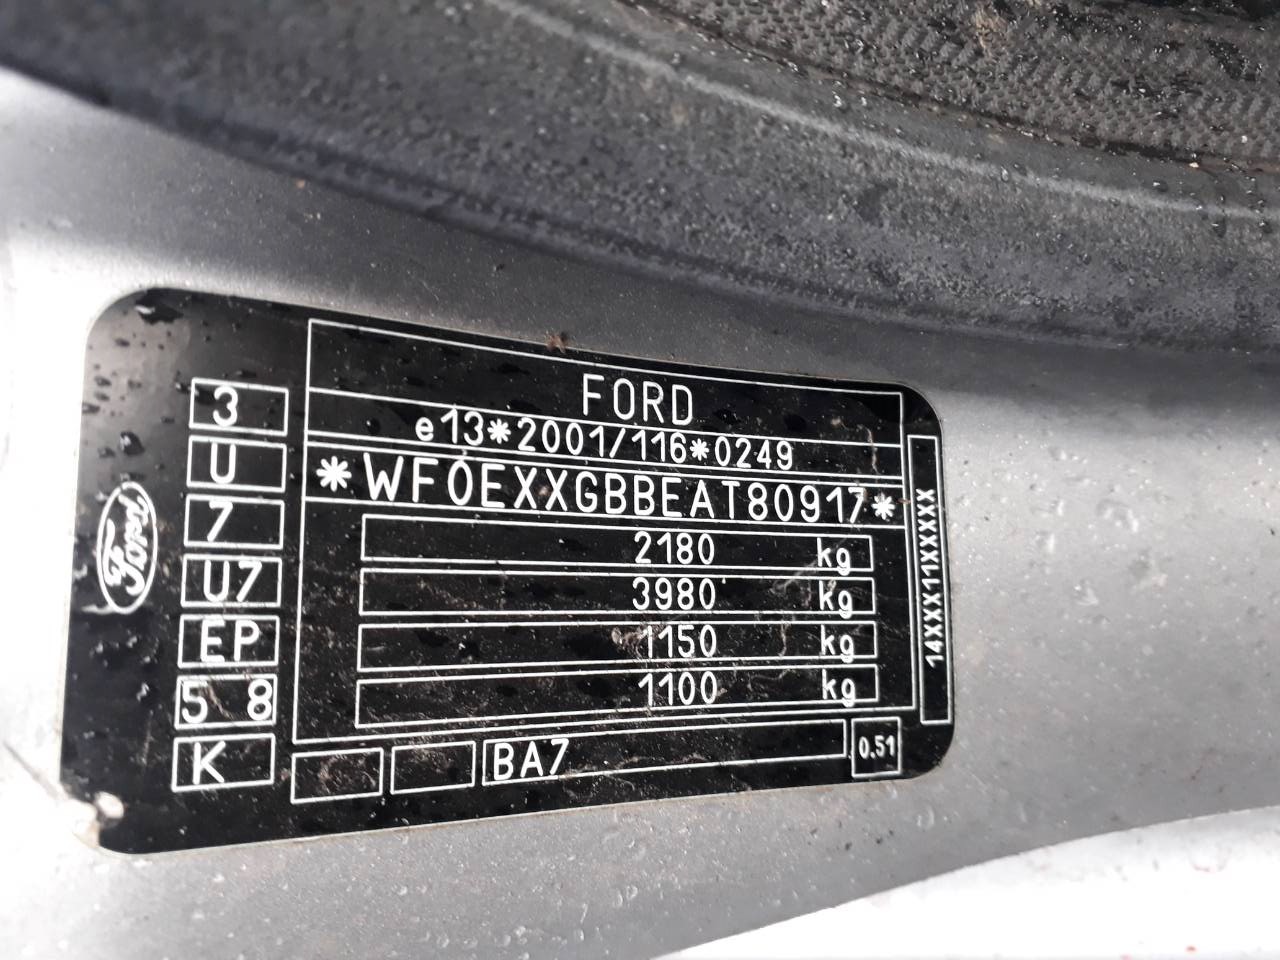 FORD
e13*2001/116*0249
*WF0EXXGBBEAT80917*
2180 kg
3980 kg
1150 kg
1100 kg
BA7
0.51
14XXX11XXXXX
3
U
7
U7
EP
5 8
K
Ford